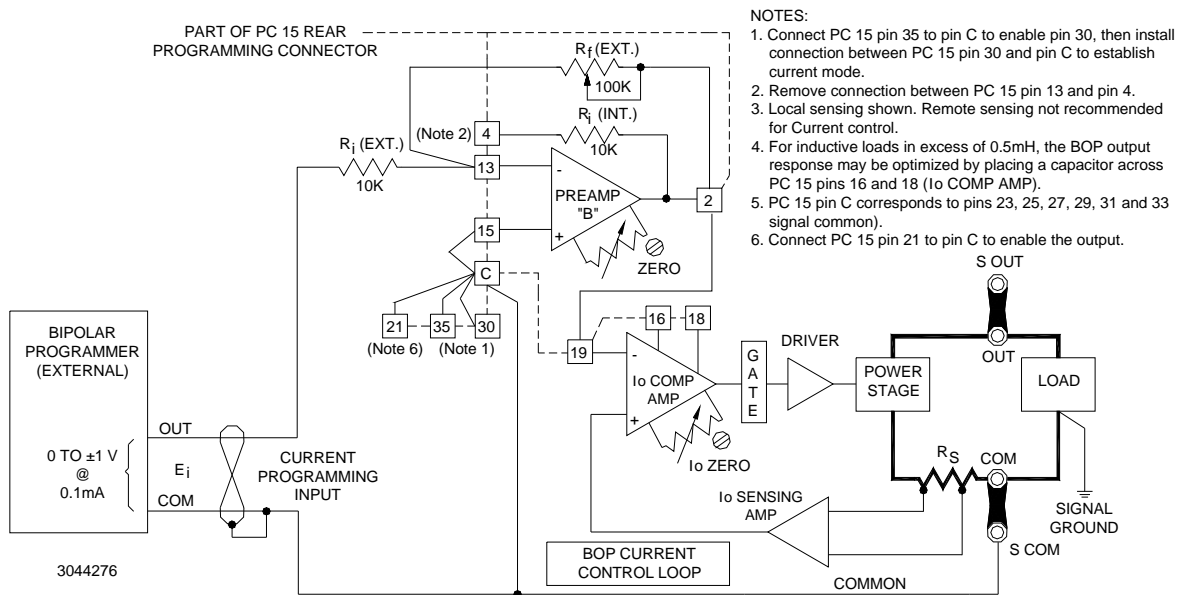 PART OF PC 15 REAR
PROGRAMMING CONNECTOR
Rf (EXT.)
100K
Ri (INT.)
10K
(Note 2)
4
Ri (EXT.)
10K
13
-
PREAMP
"B"
+
2
15
ZERO
C
21
35
30
(Note 6)
(Note 1)
16
18
19
-
Io COMP
AMP
+
Io ZERO
GATE
DRIVER
POWER
STAGE
S OUT
OUT
LOAD
RS
COM
SIGNAL
GROUND
S COM
Io SENSING
AMP
BOP CURRENT
CONTROL LOOP
COMMON
BIPOLAR
PROGRAMMER
(EXTERNAL)
0 TO ±1 V
@
0.1mA
Ei
OUT
COM
CURRENT
PROGRAMMING
INPUT
3044276
NOTES:
1. Connect PC 15 pin 35 to pin C to enable pin 30, then install
connection between PC 15 pin 30 and pin C to establish
current mode.
2. Remove connection between PC 15 pin 13 and pin 4.
3. Local sensing shown. Remote sensing not recommended
for Current control.
4. For inductive loads in excess of 0.5mH, the BOP output
response may be optimized by placing a capacitor across
PC 15 pins 16 and 18 (Io COMP AMP).
5. PC 15 pin C corresponds to pins 23, 25, 27, 29, 31 and 33
signal common).
6. Connect PC 15 pin 21 to pin C to enable the output.